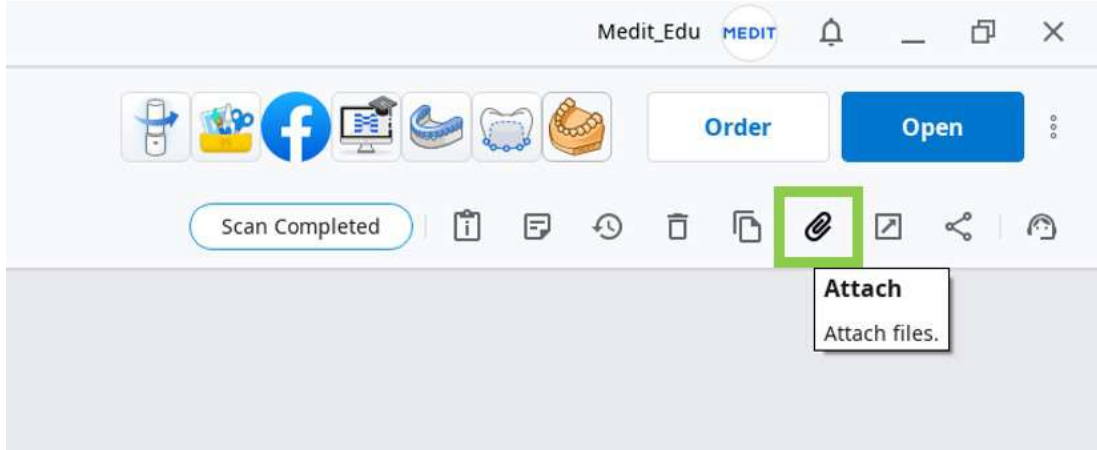 Medit_Edu MEDIT
Order Open
Scan Completed
Attach
Attach files.